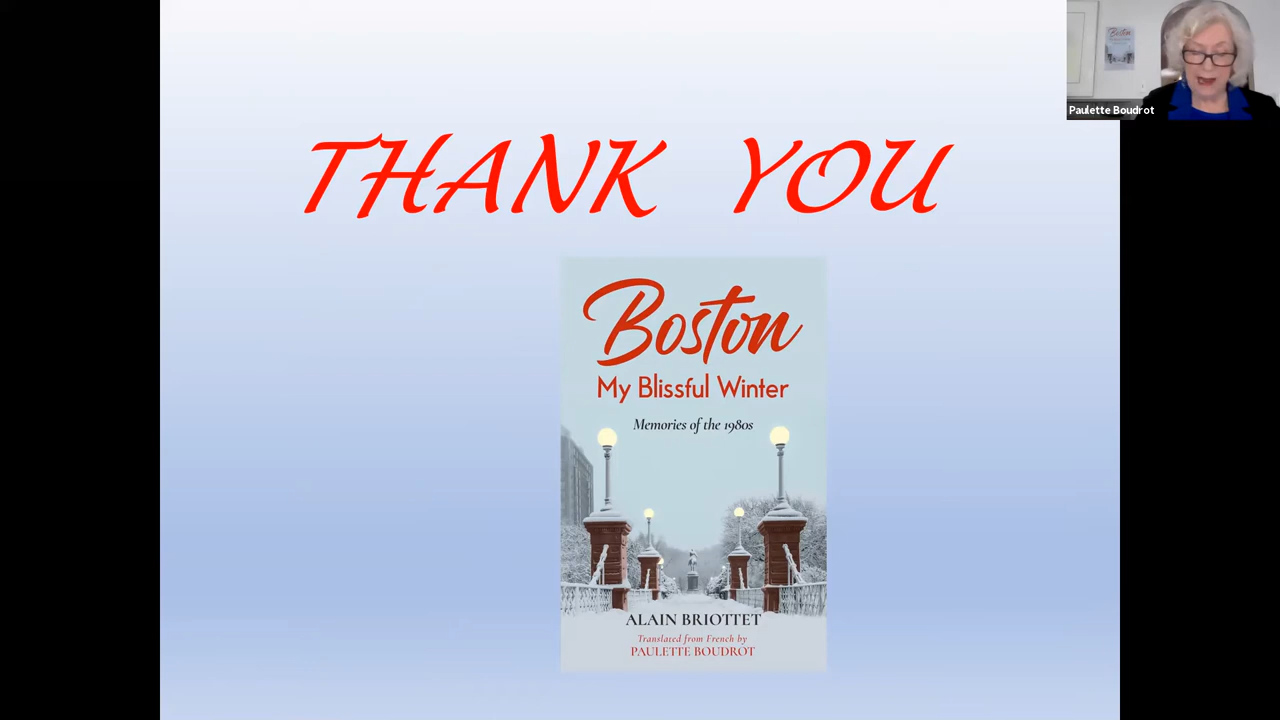 THANK YOU
Boston
My Blissful Winter
Memories of the 1980s
ALAIN BRIOTTET
Translated from French by
PAULETTE BOUDROT
Paulette Boudrot
Boston